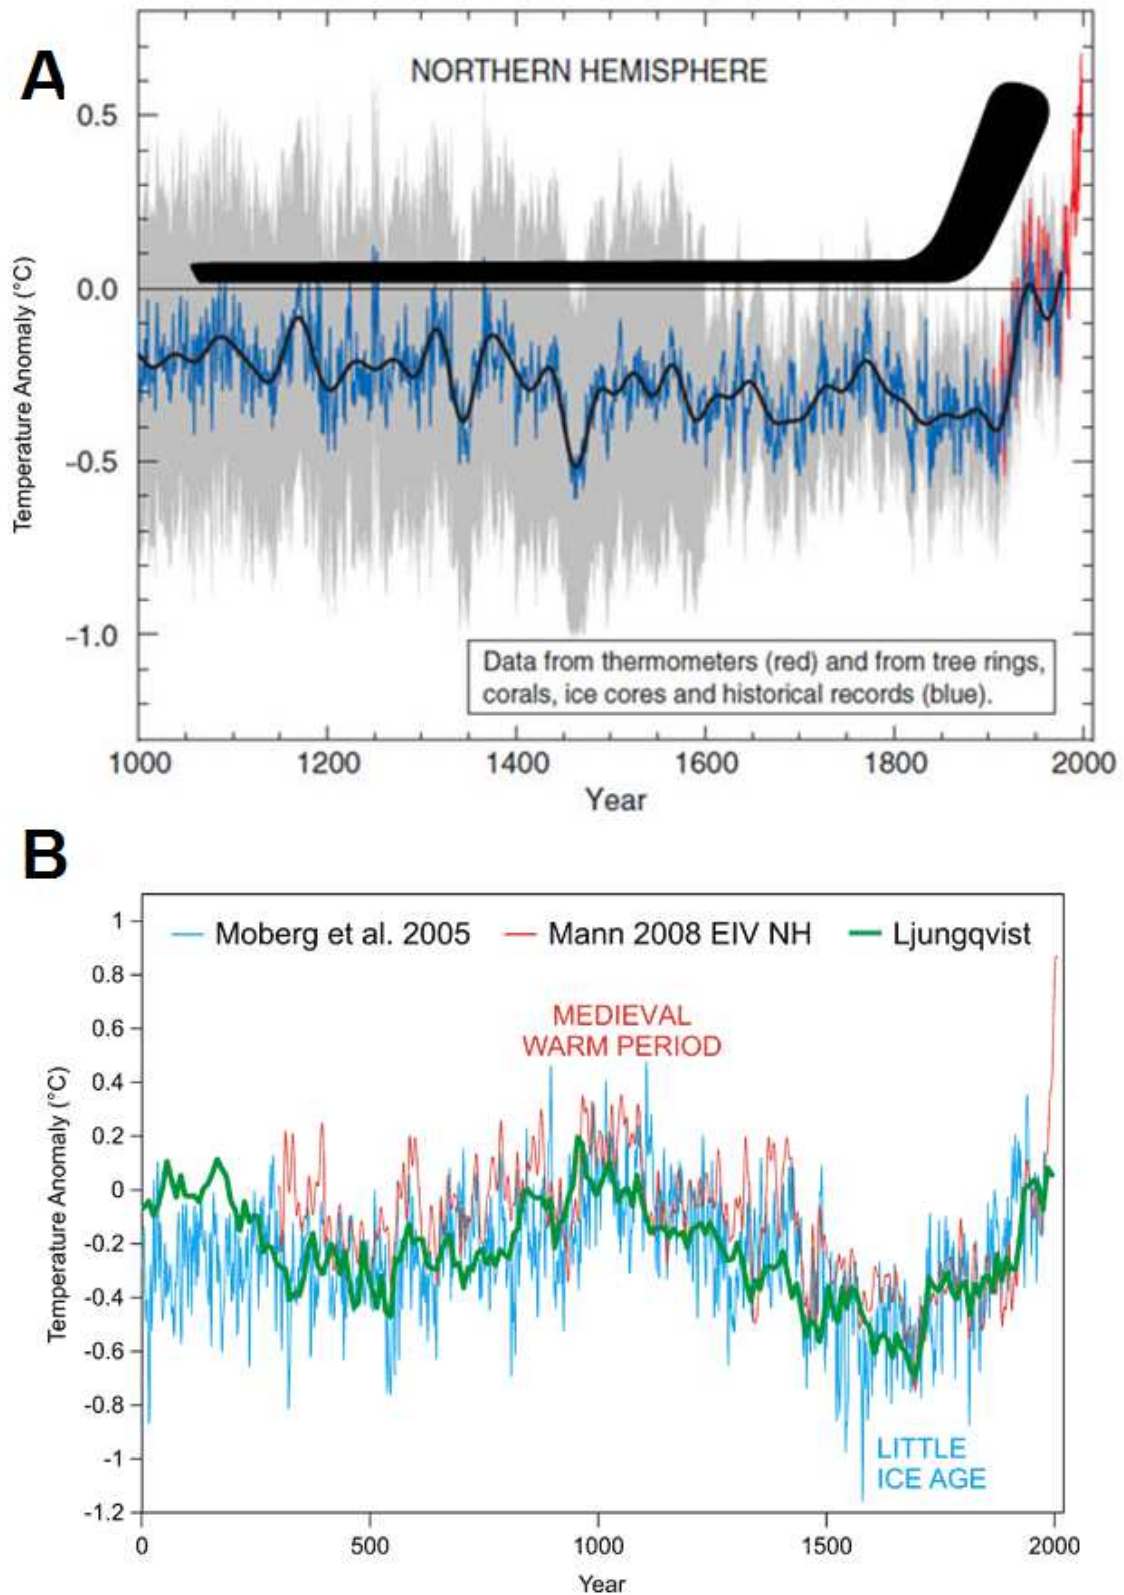 A
NORTHERN HEMISPHERE
0.5
0.0
−0.5
−1.0
Temperature Anomaly (°C)
Data from thermometers (red) and from tree rings,
corals, ice cores and historical records (blue).
1000 1200 1400 1600 1800 2000
Year
B
Moberg et al. 2005 Mann 2008 EIV NH Ljungqvist
MEDIEVAL
WARM PERIOD
1
0.8
0.6
0.4
0.2
0
-0.2
-0.4
-0.6
-0.8
-1
-1.2
Temperature Anomaly (°C)
LITTLE
ICE AGE
0 500 1000 1500 2000
Year